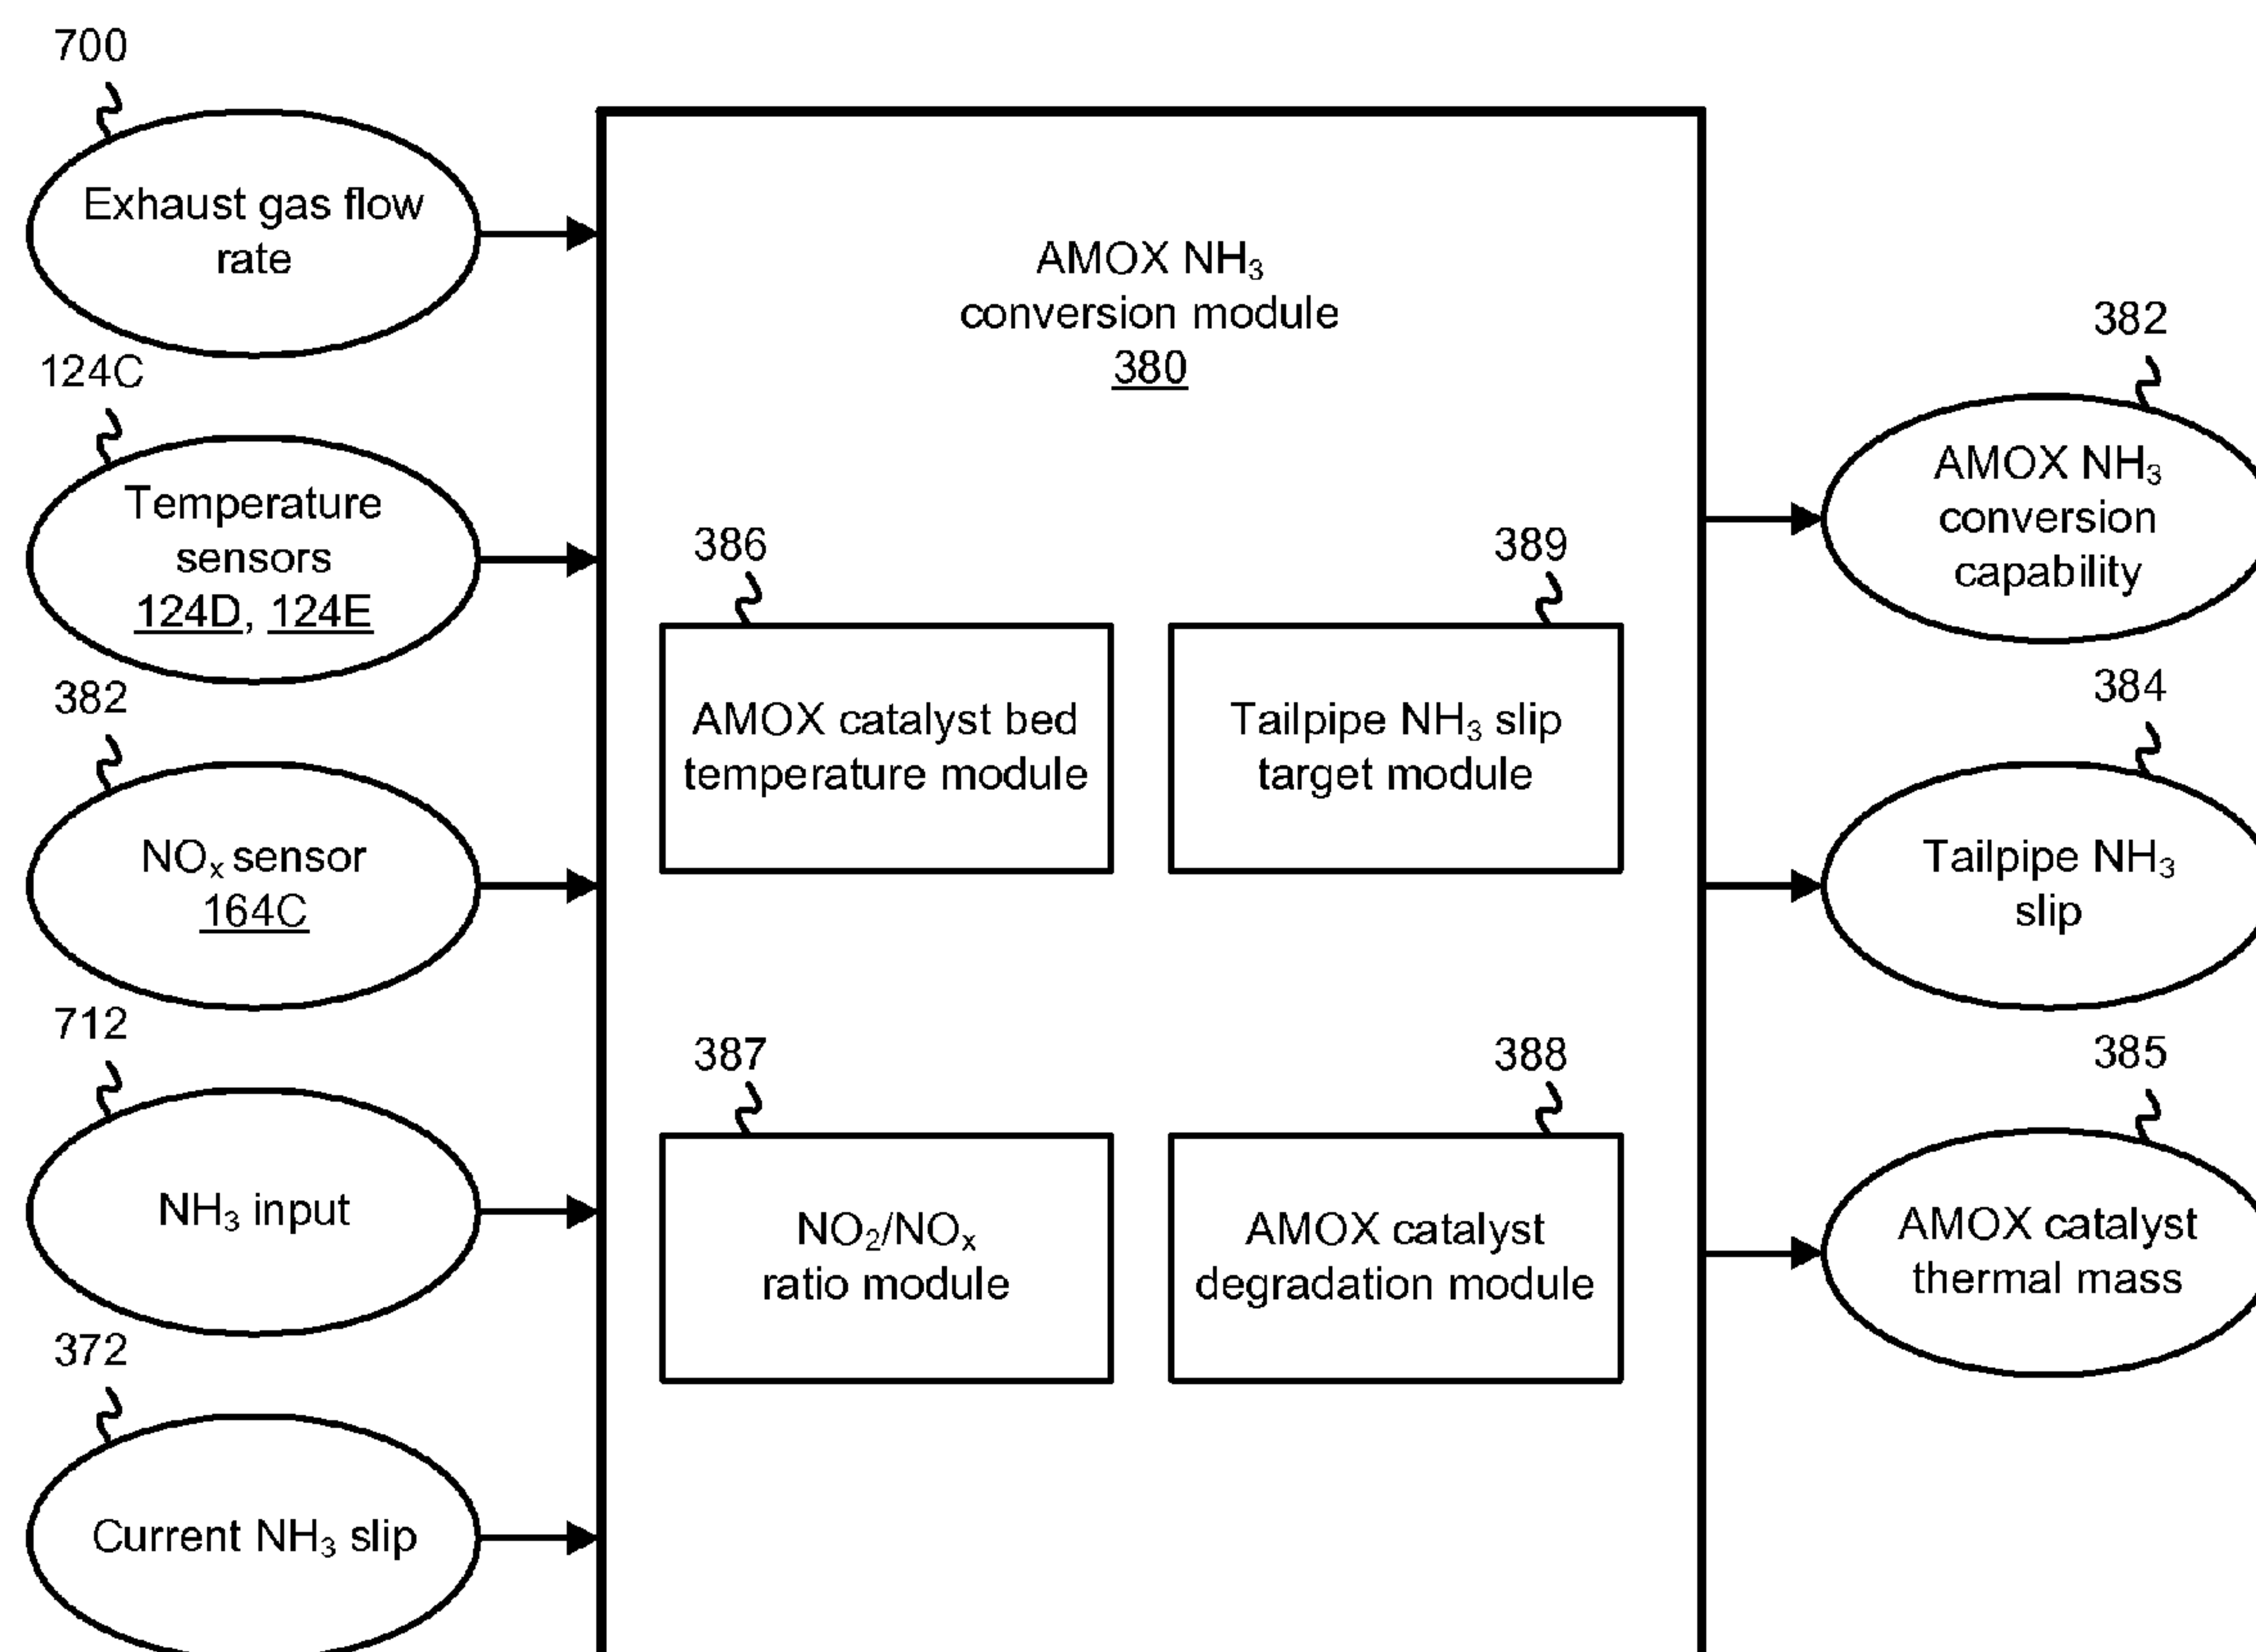 700
Exhaust gas flow
rate
124C
Temperature
sensors
124D, 124E
382
NOₓ sensor
164C
712
NH₃ input
372
Current NH₃ slip
AMOX NH₃
conversion module
380
386
AMOX catalyst bed
temperature module
389
Tailpipe NH₃ slip
target module
387
NO₂/NOₓ
ratio module
388
AMOX catalyst
degradation module
382
AMOX NH₃
conversion
capability
384
Tailpipe NH₃
slip
385
AMOX catalyst
thermal mass